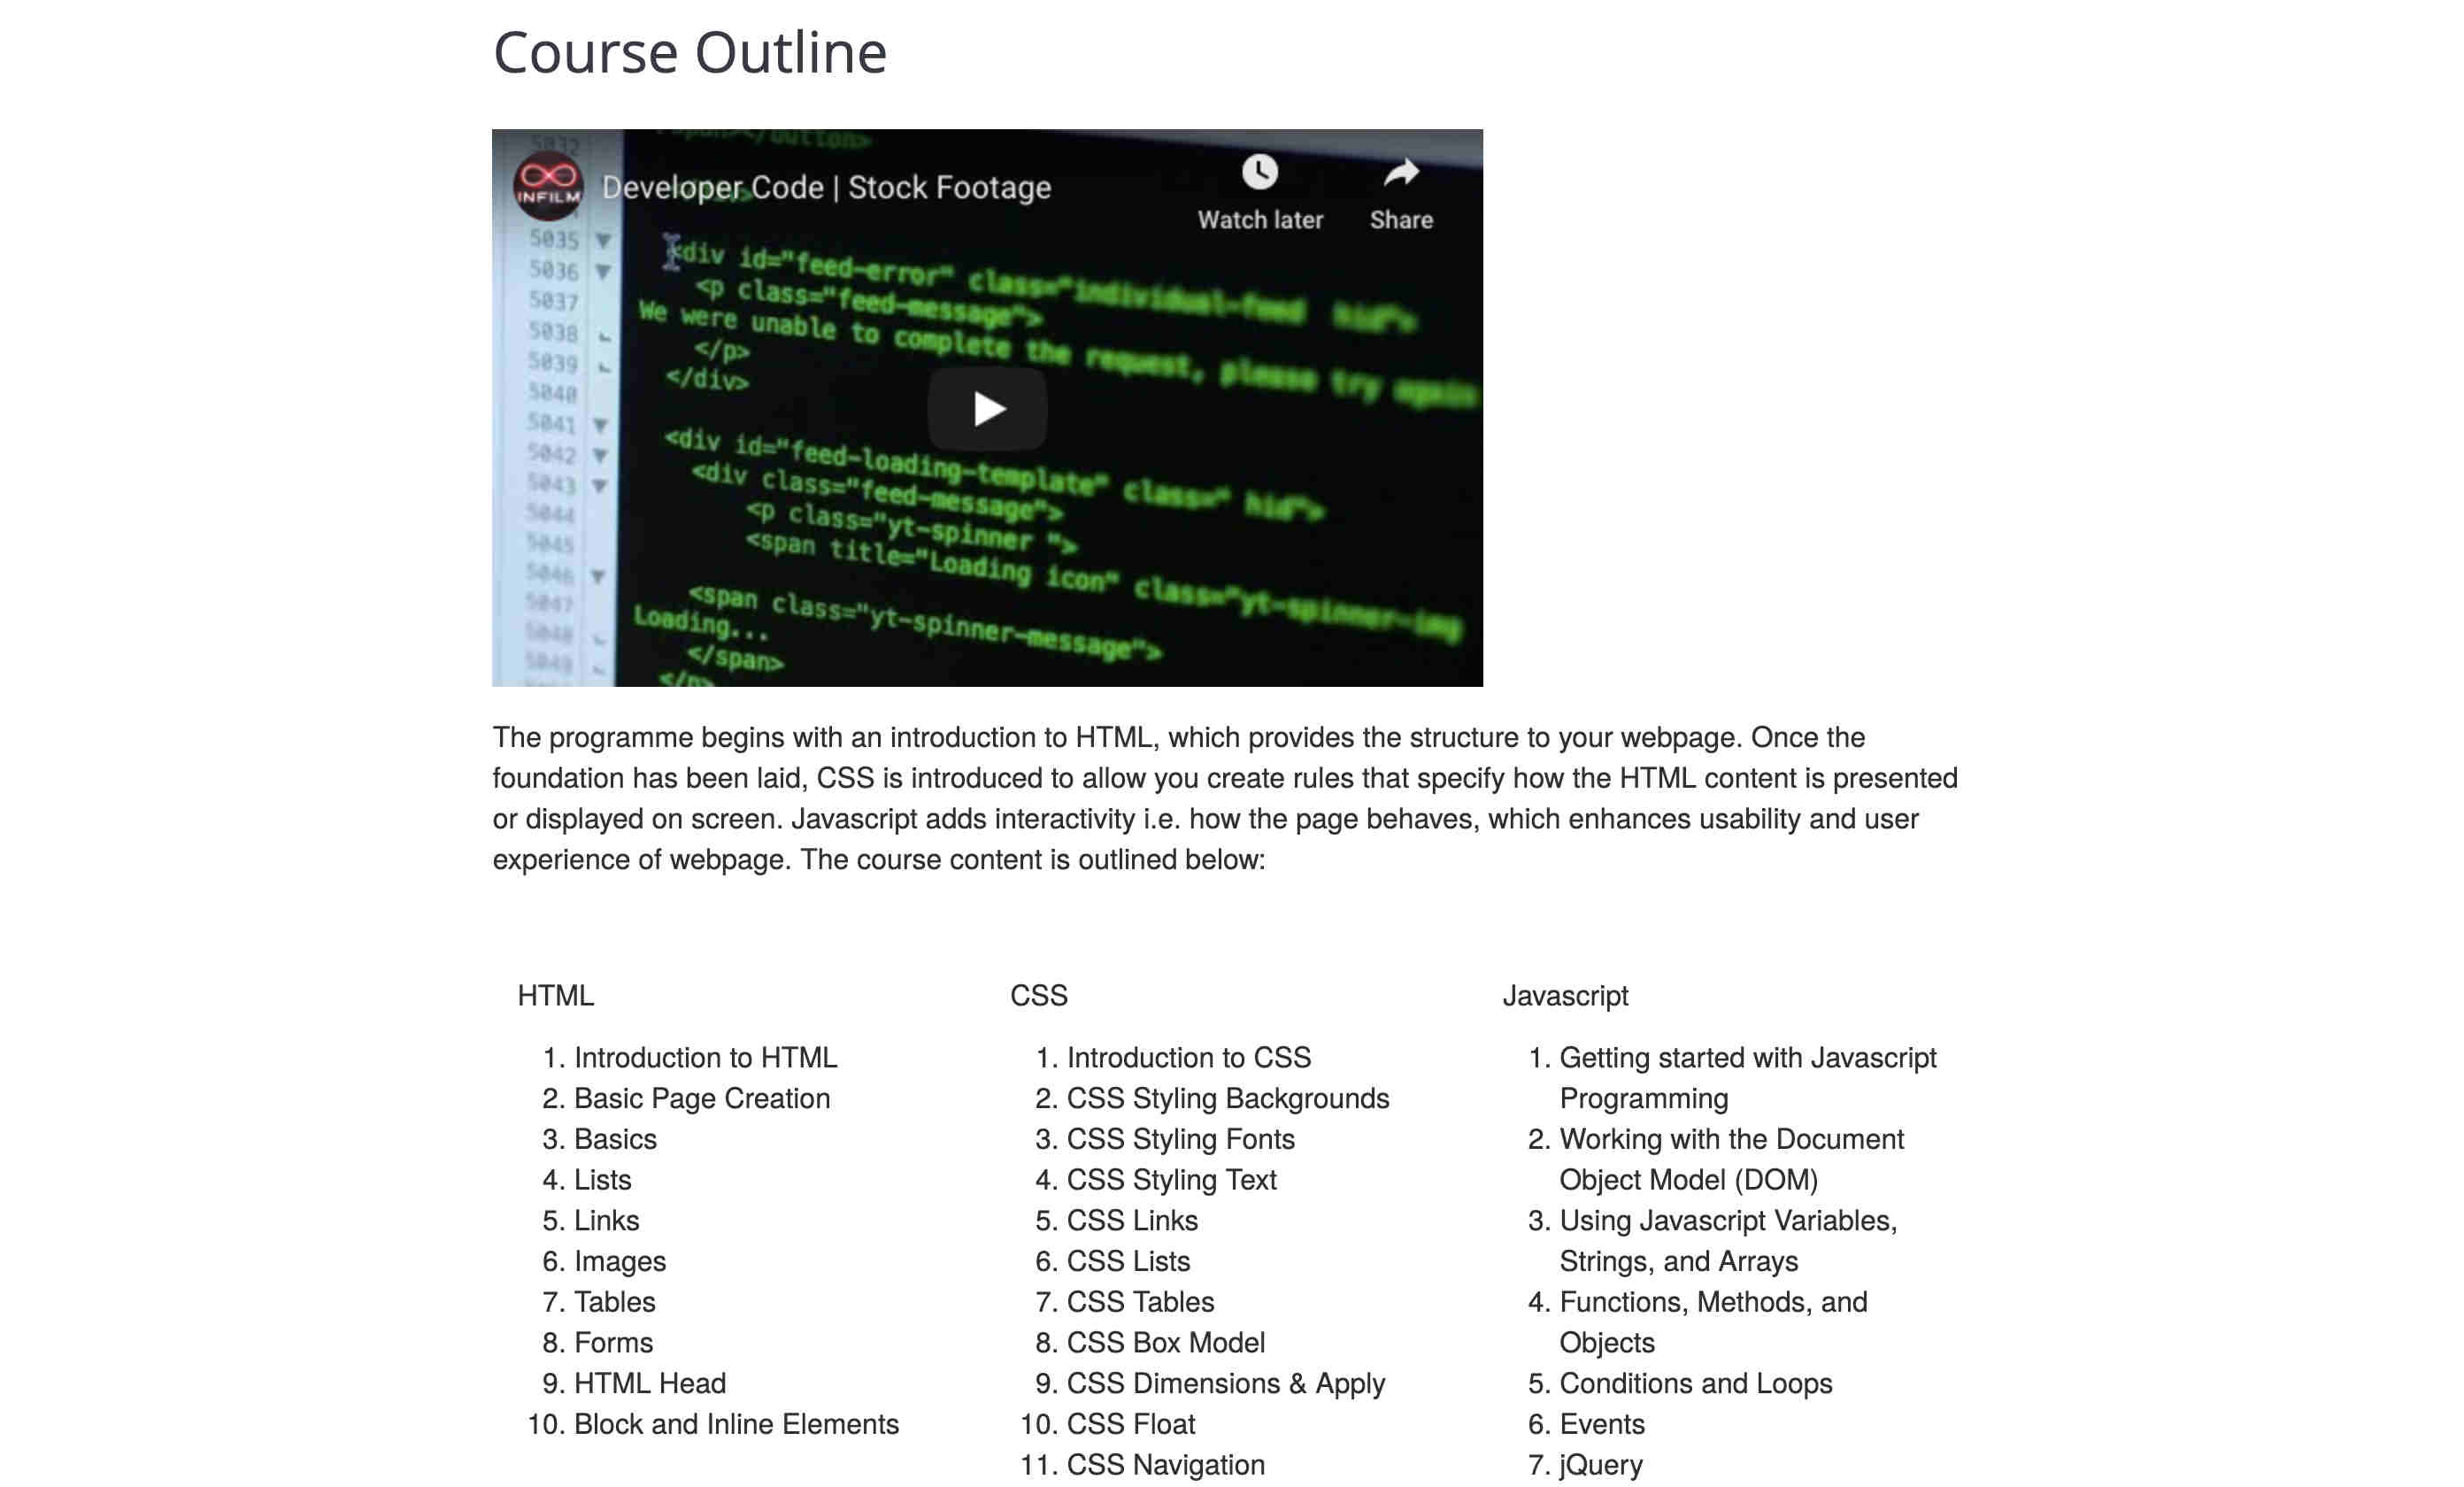 Course Outline
INFILM
Developer Code | Stock Footage
Watch later
Share
5032
5035
<div id="feed-error" class="individual-feed hid">
5036
<p class="feed-message">
5037
We were unable to complete the request, please try again
5038
</p>
5039
</div>
5040
5041
<div id="feed-loading-template" class=" hid">
5042
<div class="feed-message">
5043
<p class="yt-spinner ">
5044
<span title="Loading icon" class="yt-spinner-img
5045
5046
<span class="yt-spinner-message">
5047
Loading...
5048
</span>
5049
The programme begins with an introduction to HTML, which provides the structure to your webpage. Once the
foundation has been laid, CSS is introduced to allow you create rules that specify how the HTML content is presented
or displayed on screen. Javascript adds interactivity i.e. how the page behaves, which enhances usability and user
experience of webpage. The course content is outlined below:
HTML
1. Introduction to HTML
2. Basic Page Creation
3. Basics
4. Lists
5. Links
6. Images
7. Tables
8. Forms
9. HTML Head
10. Block and Inline Elements
CSS
1. Introduction to CSS
2. CSS Styling Backgrounds
3. CSS Styling Fonts
4. CSS Styling Text
5. CSS Links
6. CSS Lists
7. CSS Tables
8. CSS Box Model
9. CSS Dimensions & Apply
10. CSS Float
11. CSS Navigation
Javascript
1. Getting started with Javascript
Programming
2. Working with the Document
Object Model (DOM)
3. Using Javascript Variables,
Strings, and Arrays
4. Functions, Methods, and
Objects
5. Conditions and Loops
6. Events
7. jQuery